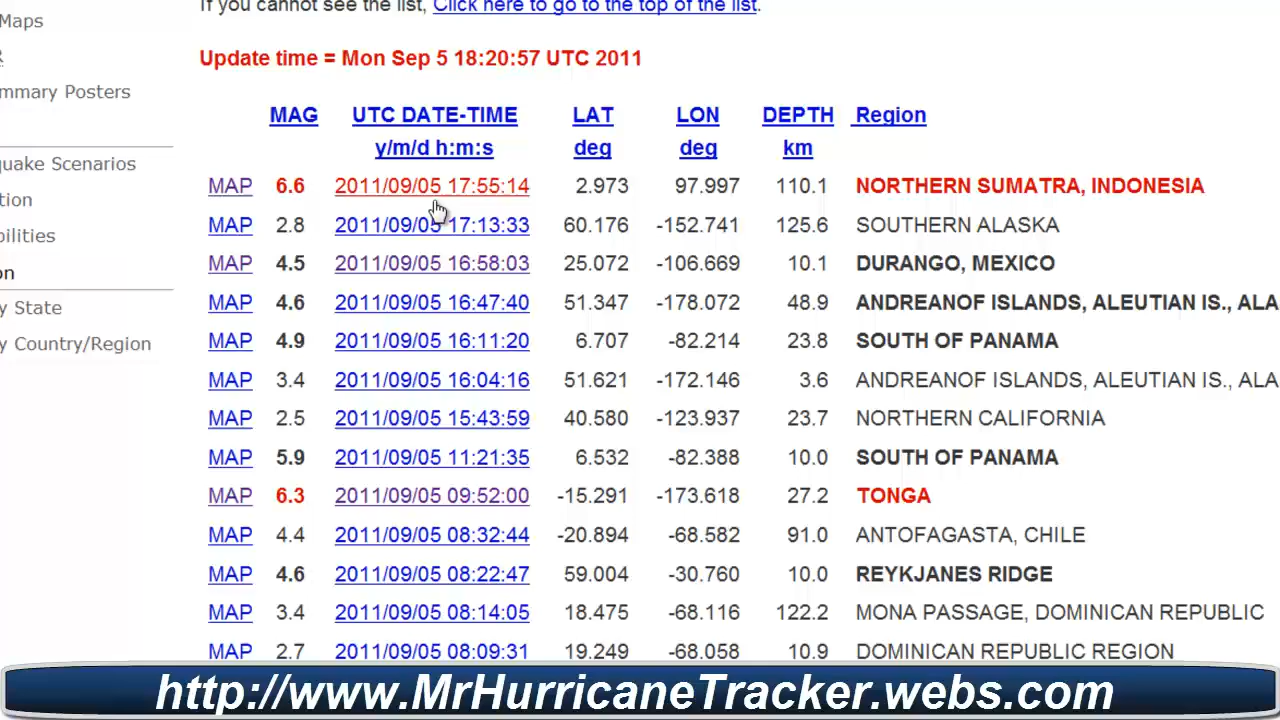 If you cannot see the list, Click here to go to the top of the list.
Maps
mmary Posters
quake Scenarios
tion
bilities
on
y State
y Country/Region
Update time = Mon Sep 5 18:20:57 UTC 2011
MAG UTC DATE-TIME LAT LON DEPTH Region
y/m/d h:m:s deg deg km
MAP 6.6 2011/09/05 17:55:14 2.973 97.997 110.1 NORTHERN SUMATRA, INDONESIA
MAP 2.8 2011/09/05 17:13:33 60.176 -152.741 125.6 SOUTHERN ALASKA
MAP 4.5 2011/09/05 16:58:03 25.072 -106.669 10.1 DURANGO, MEXICO
MAP 4.6 2011/09/05 16:47:40 51.347 -178.072 48.9 ANDREANOF ISLANDS, ALEUTIAN IS., ALA
MAP 4.9 2011/09/05 16:11:20 6.707 -82.214 23.8 SOUTH OF PANAMA
MAP 3.4 2011/09/05 16:04:16 51.621 -172.146 3.6 ANDREANOF ISLANDS, ALEUTIAN IS., ALA
MAP 2.5 2011/09/05 15:43:59 40.580 -123.937 23.7 NORTHERN CALIFORNIA
MAP 5.9 2011/09/05 11:21:35 6.532 -82.388 10.0 SOUTH OF PANAMA
MAP 6.3 2011/09/05 09:52:00 -15.291 -173.618 27.2 TONGA
MAP 4.4 2011/09/05 08:32:44 -20.894 -68.582 91.0 ANTOFAGASTA, CHILE
MAP 4.6 2011/09/05 08:22:47 59.004 -30.760 10.0 REYKJANES RIDGE
MAP 3.4 2011/09/05 08:14:05 18.475 -68.116 122.2 MONA PASSAGE, DOMINICAN REPUBLIC
MAP 2.7 2011/09/05 08:09:31 19.249 -68.058 10.9 DOMINICAN REPUBLIC REGION
http://www.MrHurricaneTracker.webs.com